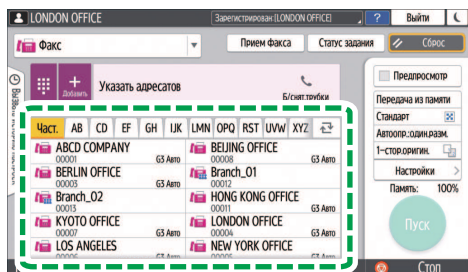 LONDON OFFICE
Зарегистрирован:[LONDON OFFICE]
?
Выйти
Факс
Прием факса
Статус задания
Сброс
Добавить
Указать адресатов
Б/снят.трубки
Предпросмотр
Передача из памяти
Стандарт
Автоопр.:один.разм.
1-стор.оригин.
Настройки
Память: 100%
Пуск
Стоп
Част. AB CD EF GH IJK LMN OPQ RST UVW XYZ
ABCD COMPANY
00001 G3 Авто
BEIJING OFFICE
00008 G3 Авто
BERLIN OFFICE
00003 G3 Авто
Branch_01
00012
Branch_02
00013
HONG KONG OFFICE
00011 G3 Авто
KYOTO OFFICE
00007 G3 Авто
LONDON OFFICE
00004 G3 Авто
LOS ANGELES
G3 Авто
NEW YORK OFFICE
G3 Авто